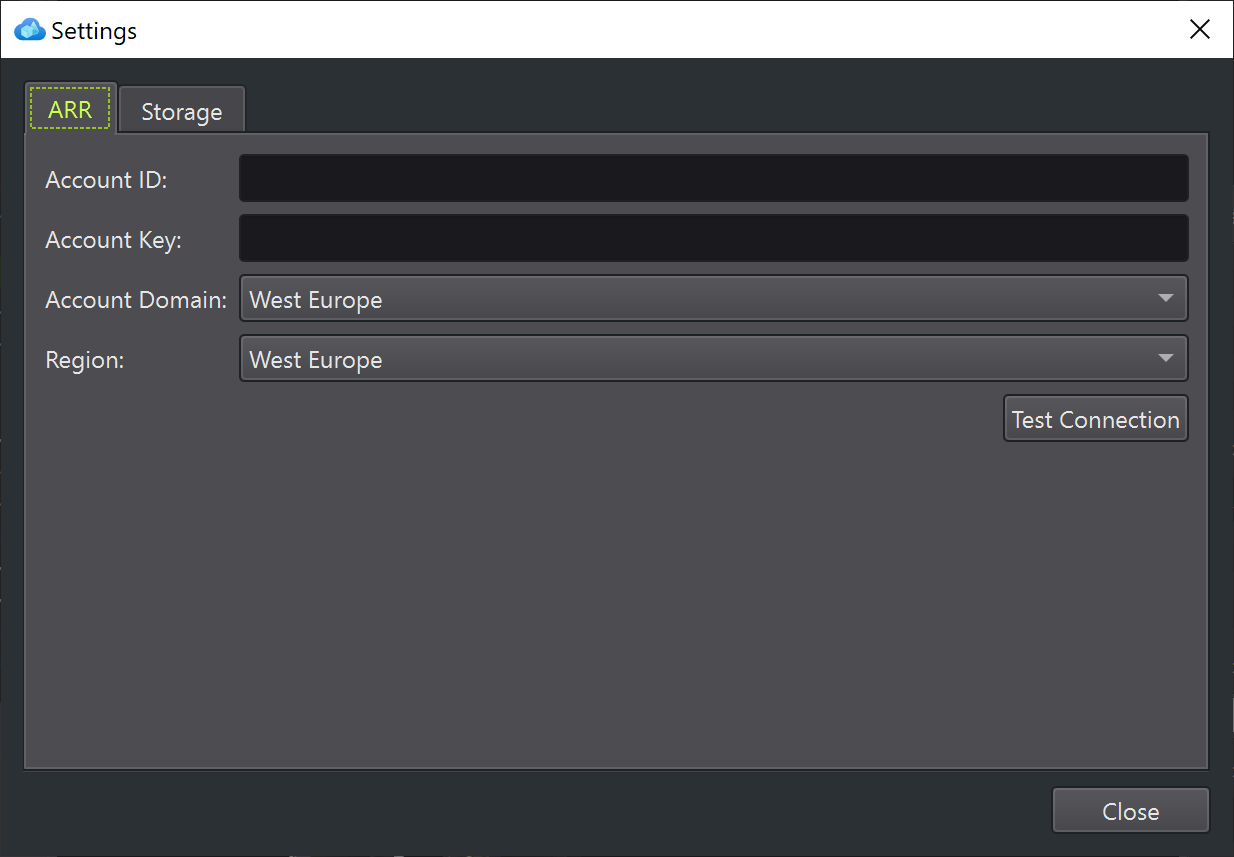 Settings
ARR
Storage
Account ID:
Account Key:
Account Domain: West Europe
Region: West Europe
Test Connection
Close